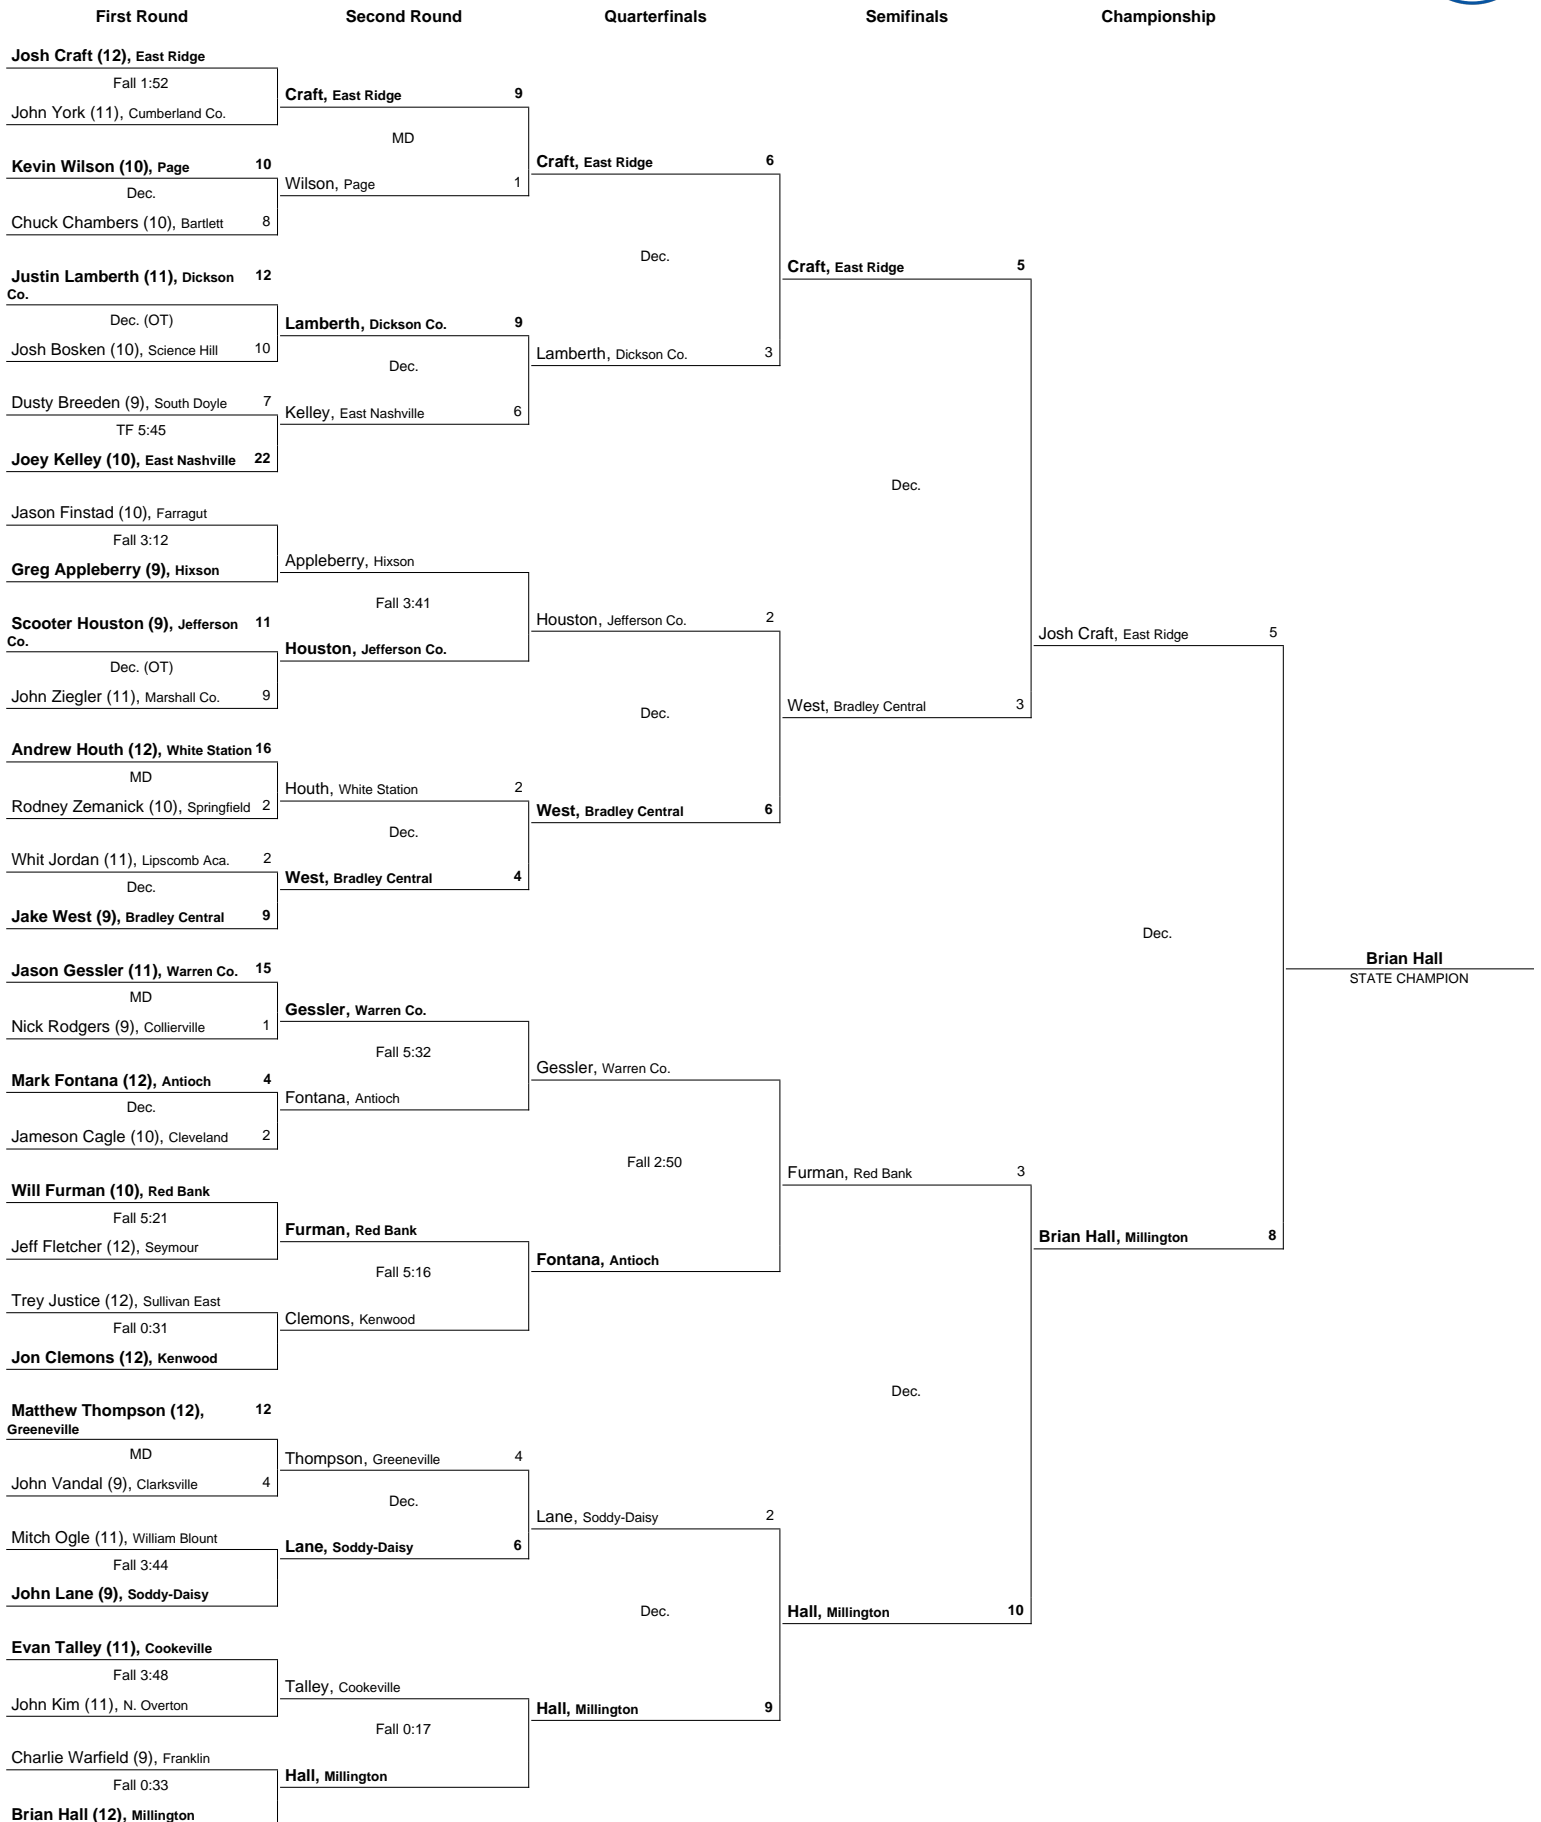 First Round
Second Round
Quarterfinals
Semifinals
Championship
Josh Craft (12), East Ridge
Fall 1:52
John York (11), Cumberland Co.
Kevin Wilson (10), Page 10
Dec.
Chuck Chambers (10), Bartlett 8
Justin Lamberth (11), Dickson 12
Co.
Dec. (OT)
Josh Bosken (10), Science Hill 10
Dusty Breeden (9), South Doyle 7
TF 5:45
Joey Kelley (10), East Nashville 22
Jason Finstad (10), Farragut
Fall 3:12
Greg Appleberry (9), Hixson
Scooter Houston (9), Jefferson 11
Co.
Dec. (OT)
John Ziegler (11), Marshall Co. 9
Andrew Houth (12), White Station 16
MD
Rodney Zemanick (10), Springfield 2
Whit Jordan (11), Lipscomb Aca. 2
Dec.
Jake West (9), Bradley Central 9
Jason Gessler (11), Warren Co. 15
MD
Nick Rodgers (9), Collierville 1
Mark Fontana (12), Antioch 4
Dec.
Jameson Cagle (10), Cleveland 2
Will Furman (10), Red Bank
Fall 5:21
Jeff Fletcher (12), Seymour
Trey Justice (12), Sullivan East
Fall 0:31
Jon Clemons (12), Kenwood
Matthew Thompson (12), 12
Greeneville
MD
John Vandal (9), Clarksville 4
Mitch Ogle (11), William Blount
Fall 3:44
John Lane (9), Soddy-Daisy
Evan Talley (11), Cookeville
Fall 3:48
John Kim (11), N. Overton
Charlie Warfield (9), Franklin
Fall 0:33
Brian Hall (12), Millington
Craft, East Ridge 9
MD
Wilson, Page 1
Lamberth, Dickson Co. 9
Dec.
Kelley, East Nashville 6
Appleberry, Hixson
Fall 3:41
Houston, Jefferson Co.
Houth, White Station 2
Dec.
West, Bradley Central 4
Gessler, Warren Co.
Fall 5:32
Fontana, Antioch
Furman, Red Bank
Fall 5:16
Clemons, Kenwood
Thompson, Greeneville 4
Dec.
Lane, Soddy-Daisy 6
Talley, Cookeville
Fall 0:17
Hall, Millington
Craft, East Ridge 6
Dec.
Lamberth, Dickson Co. 3
Houston, Jefferson Co. 2
Dec.
West, Bradley Central 6
Gessler, Warren Co.
Fall 2:50
Fontana, Antioch
Lane, Soddy-Daisy 2
Dec.
Hall, Millington 9
Craft, East Ridge 5
Dec.
West, Bradley Central 3
Furman, Red Bank 3
Dec.
Hall, Millington 10
Josh Craft, East Ridge 5
Dec.
Brian Hall, Millington 8
Brian Hall
STATE CHAMPION